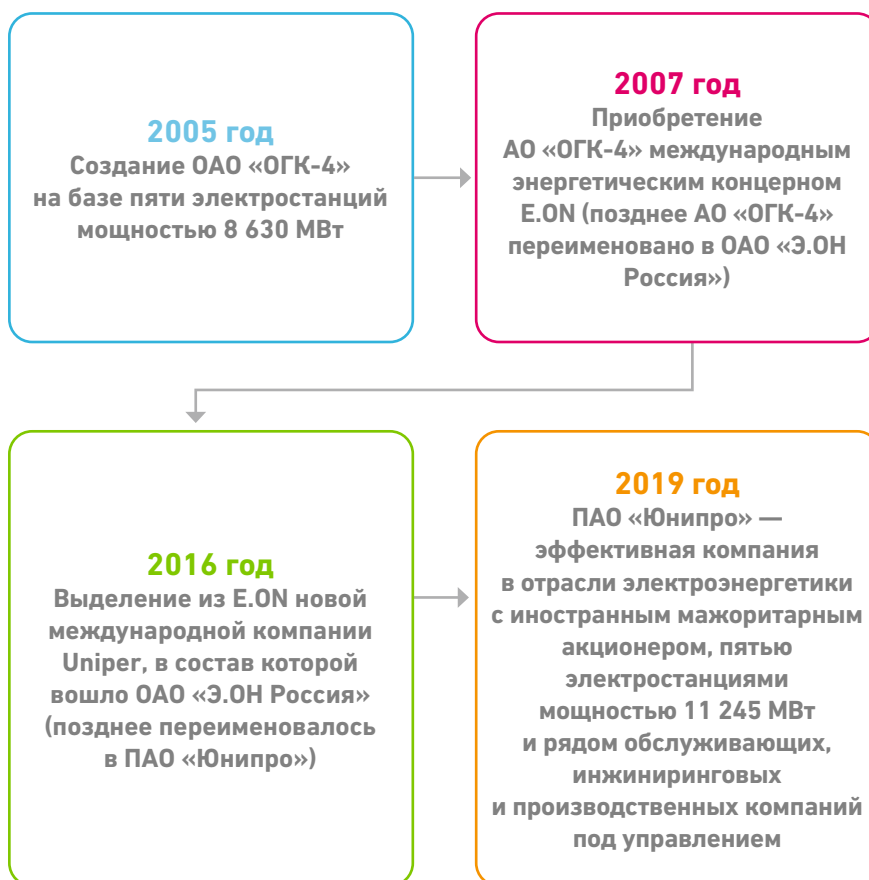 2005 год
Создание ОАО «ОГК-4»
на базе пяти электростанций
мощностью 8 630 МВт
2007 год
Приобретение
АО «ОГК-4» международным
энергетическим концерном
E.ON (позднее АО «ОГК-4»
переименовано в ОАО «Э.ОН
Россия»)
2016 год
Выделение из E.ON новой
международной компании
Uniper, в состав которой
вошло ОАО «Э.ОН Россия»
(позднее переименовалось
в ПАО «Юнипро»)
2019 год
ПАО «Юнипро» —
эффективная компания
в отрасли электроэнергетики
с иностранным мажоритарным
акционером, пятью
электростанциями
мощностью 11 245 МВт
и рядом обслуживающих,
инжиниринговых
и производственных компаний
под управлением